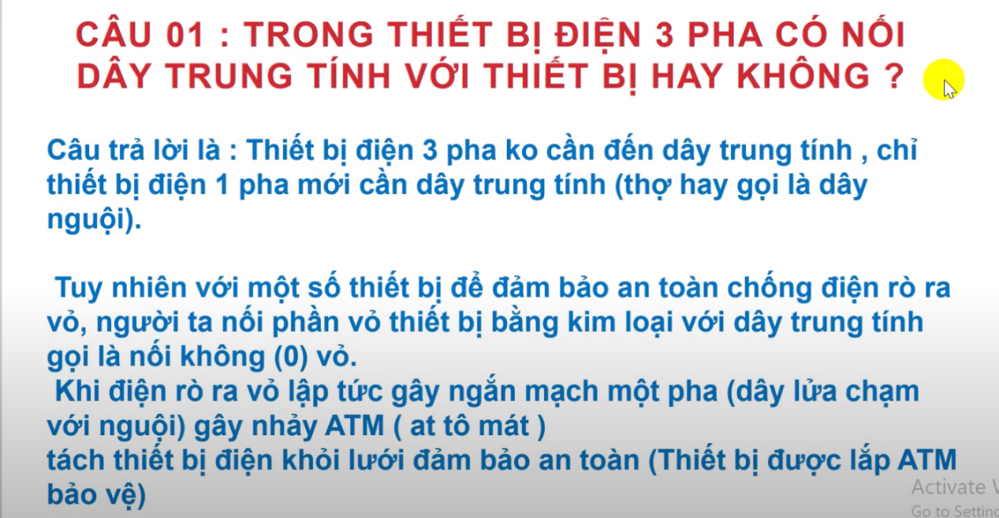 CÂU 01 : TRONG THIẾT BỊ ĐIỆN 3 PHA CÓ NỐI
DÂY TRUNG TÍNH VỚI THIẾT BỊ HAY KHÔNG ?
Câu trả lời là : Thiết bị điện 3 pha ko cần đến dây trung tính , chỉ
thiết bị điện 1 pha mới cần dây trung tính (thợ hay gọi là dây
nguội).
Tuy nhiên với một số thiết bị để đảm bảo an toàn chống điện rò ra
vỏ, người ta nối phần vỏ thiết bị bằng kim loại với dây trung tính
gọi là nối không (0) vỏ.
Khi điện rò ra vỏ lập tức gây ngắn mạch một pha (dây lửa chạm
với nguội) gây nhảy ATM ( at tô mát )
tách thiết bị điện khỏi lưới đảm bảo an toàn (Thiết bị được lắp ATM
bảo vệ)
Activate
Go to Setting